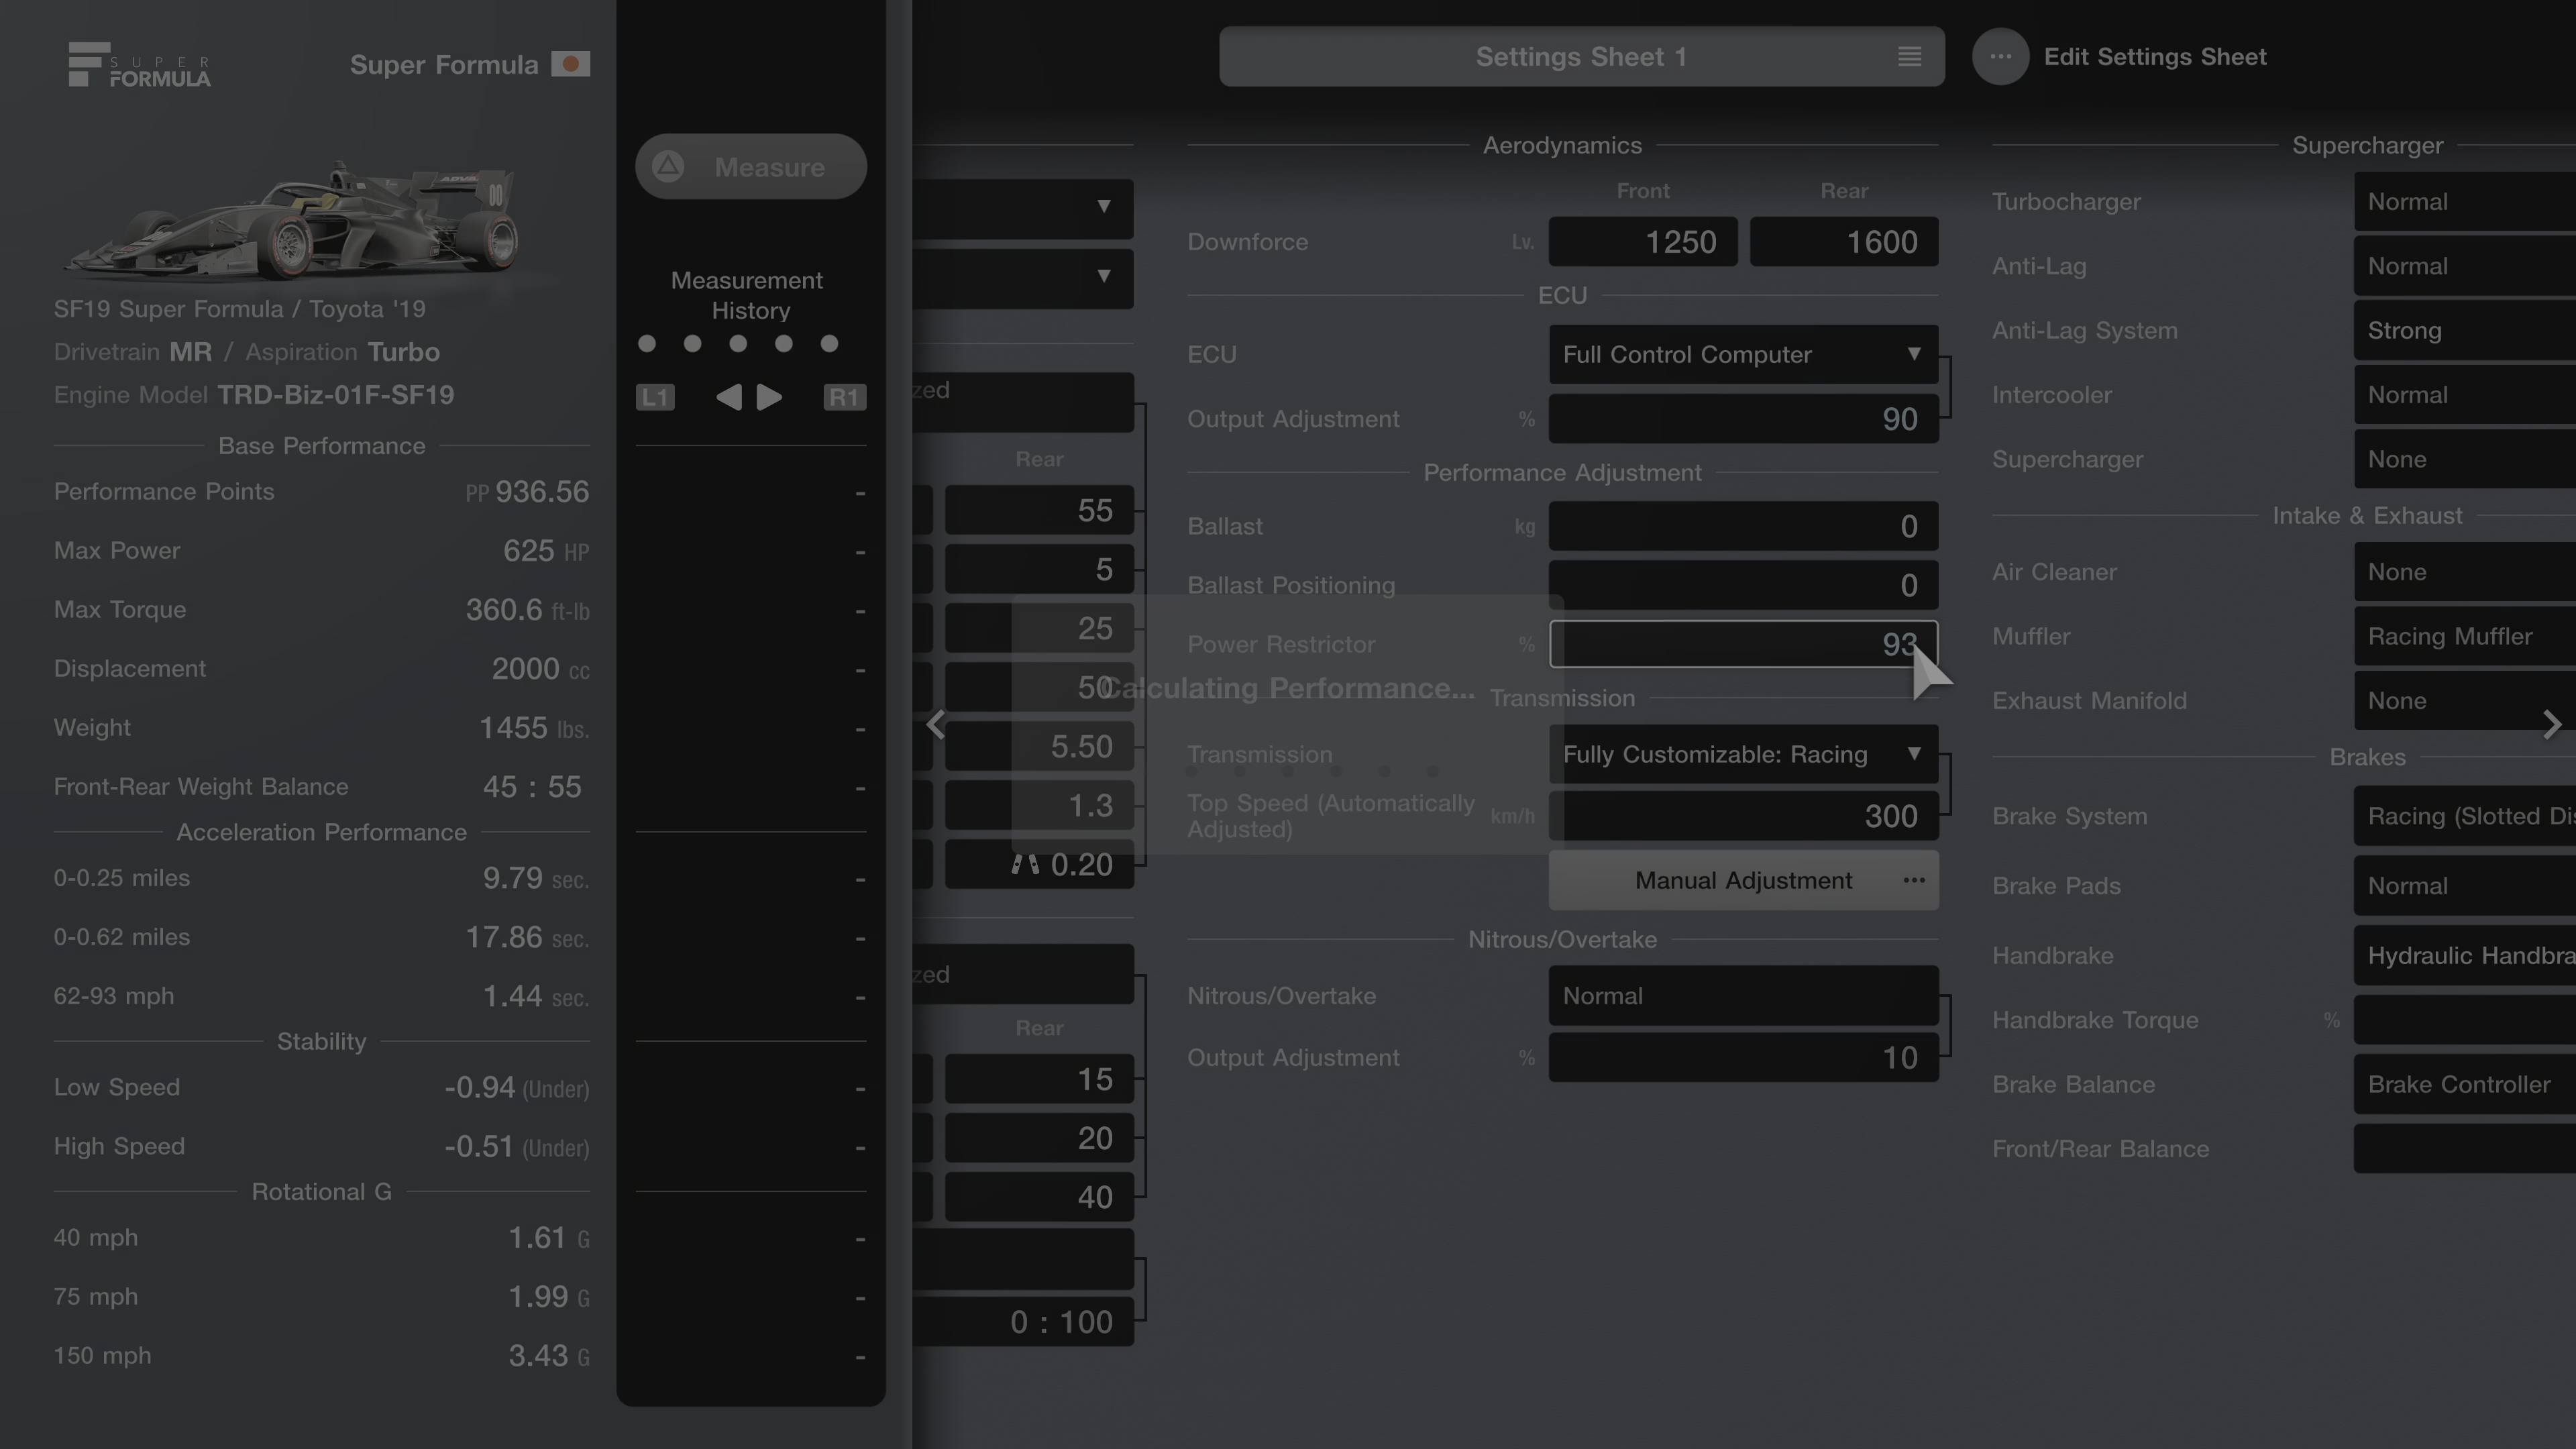 SUPER
FORMULA
Super Formula
ADVAN
00
SF19 Super Formula / Toyota '19
Drivetrain MR / Aspiration Turbo
Engine Model TRD-Biz-01F-SF19
Base Performance
Performance Points PP 936.56
Max Power 625 HP
Max Torque 360.6 ft-lb
Displacement 2000 cc
Weight 1455 lbs.
Front-Rear Weight Balance 45 : 55
Acceleration Performance
0-0.25 miles 9.79 sec.
0-0.62 miles 17.86 sec.
62-93 mph 1.44 sec.
Stability
Low Speed -0.94 (Under)
High Speed -0.51 (Under)
Rotational G
40 mph 1.61 G
75 mph 1.99 G
150 mph 3.43 G
Measure
Measurement
History
L1 R1
-
-
-
-
-
-
-
-
-
-
-
-
-
-
zed
Rear
55
5
25
50
5.50
1.3
0.20
zed
Rear
15
20
40
0 : 100
Calculating Performance...
Settings Sheet 1
Edit Settings Sheet
Aerodynamics
Front Rear
Downforce Lv. 1250 1600
ECU
ECU Full Control Computer
Output Adjustment % 90
Performance Adjustment
Ballast kg 0
Ballast Positioning 0
Power Restrictor % 93
Transmission
Transmission Fully Customizable: Racing
Top Speed (Automatically
Adjusted) km/h 300
Manual Adjustment
Nitrous/Overtake
Nitrous/Overtake Normal
Output Adjustment % 10
Supercharger
Turbocharger Normal
Anti-Lag Normal
Anti-Lag System Strong
Intercooler Normal
Supercharger None
Intake & Exhaust
Air Cleaner None
Muffler Racing Muffler
Exhaust Manifold None
Brakes
Brake System Racing (Slotted Dis
Brake Pads Normal
Handbrake Hydraulic Handbra
Handbrake Torque %
Brake Balance Brake Controller
Front/Rear Balance